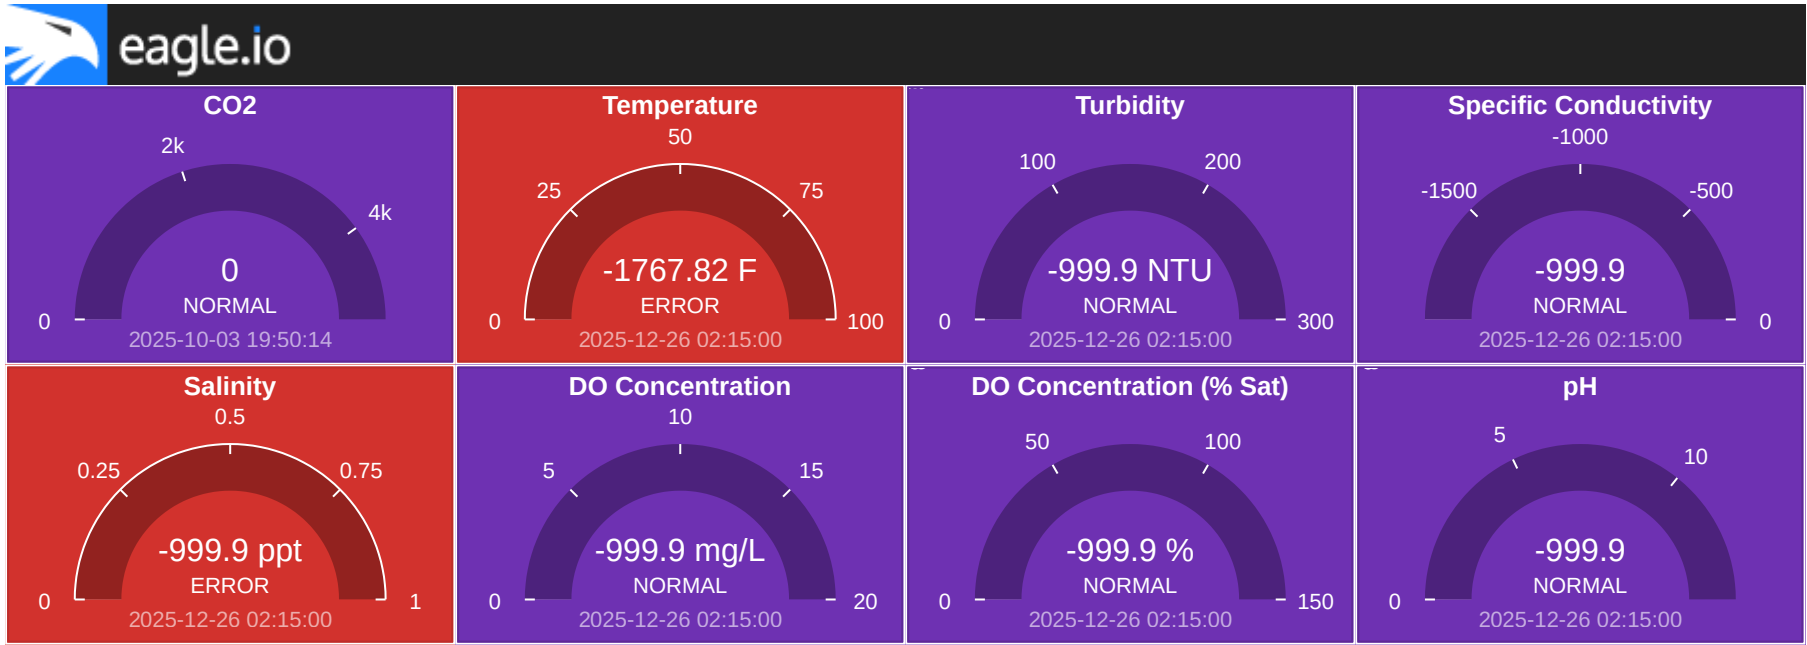 eagle.io
CO2
2k
4k
0
NORMAL
0
2025-10-03 19:50:14
Temperature
50
25
75
-1767.82 F
ERROR
0
100
2025-12-26 02:15:00
Turbidity
100
200
-999.9 NTU
NORMAL
0
300
2025-12-26 02:15:00
Specific Conductivity
-1000
-1500
-500
-999.9
NORMAL
0
2025-12-26 02:15:00
Salinity
0.5
0.25
0.75
-999.9 ppt
ERROR
0
1
2025-12-26 02:15:00
DO Concentration
10
5
15
-999.9 mg/L
NORMAL
0
20
2025-12-26 02:15:00
DO Concentration (% Sat)
50
100
-999.9 %
NORMAL
0
150
2025-12-26 02:15:00
pH
5
10
-999.9
NORMAL
0
2025-12-26 02:15:00